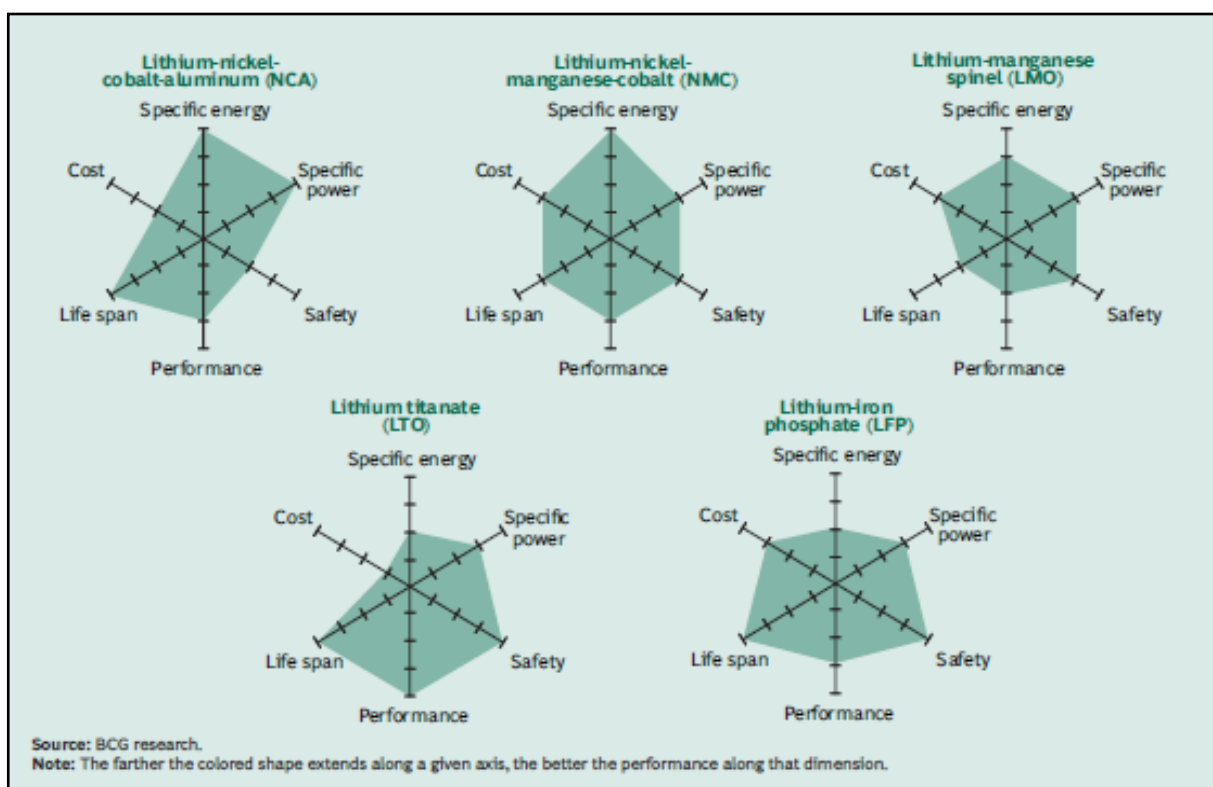 Lithium-nickel-
cobalt-aluminum (NCA)
Specific energy
Cost
Specific
power
Life span
Safety
Performance
Lithium-nickel-
manganese-cobalt (NMC)
Specific energy
Cost
Specific
power
Life span
Safety
Performance
Lithium-manganese
spinel (LMO)
Specific energy
Cost
Specific
power
Life span
Safety
Performance
Lithium titanate
(LTO)
Specific energy
Cost
Specific
power
Life span
Safety
Performance
Lithium-iron
phosphate (LFP)
Specific energy
Cost
Specific
power
Life span
Safety
Performance
Source: BCG research.
Note: The farther the colored shape extends along a given axis, the better the performance along that dimension.